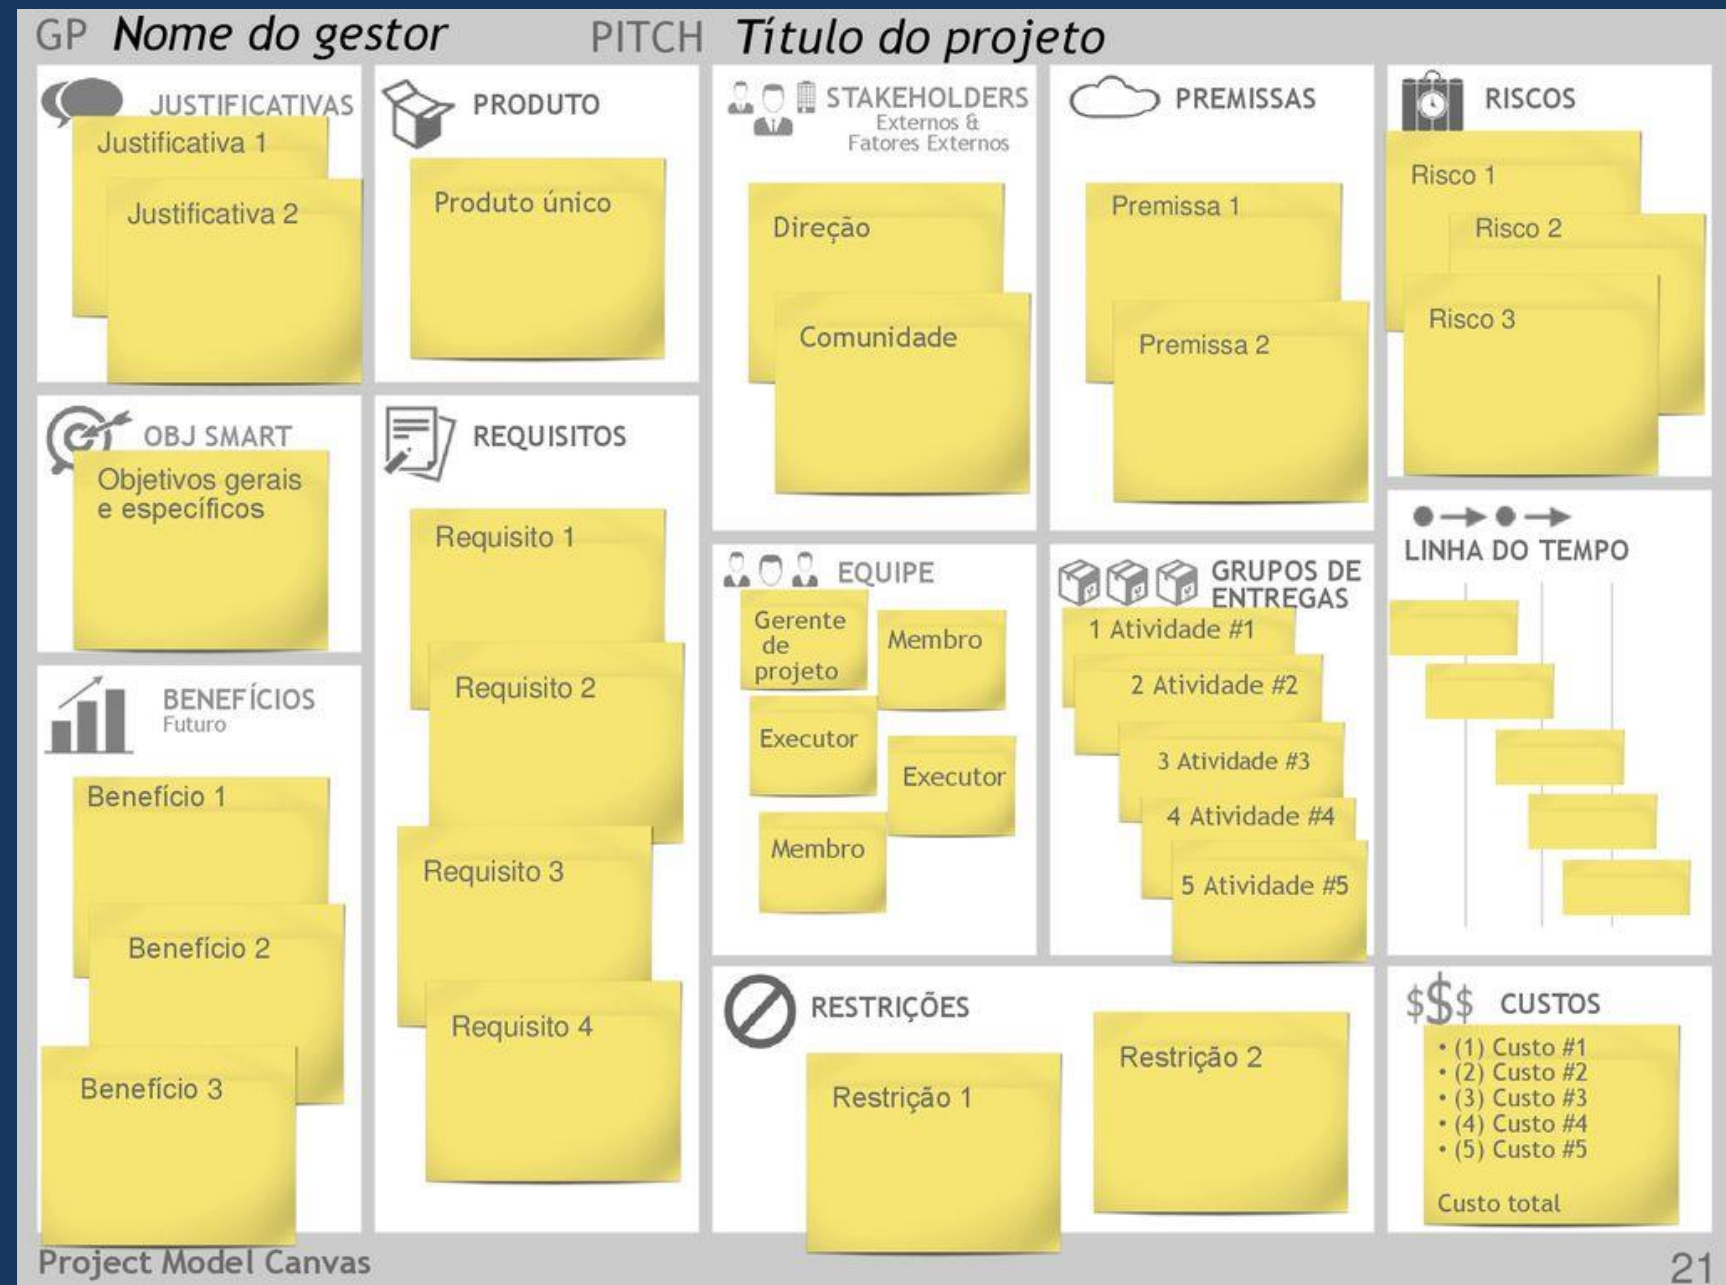 GP Nome do gestor
PITCH Título do projeto
JUSTIFICATIVAS
Justificativa 1
Justificativa 2
OBJ SMART
Objetivos gerais
e específicos
BENEFÍCIOS
Futuro
Benefício 1
Benefício 2
Benefício 3
PRODUTO
Produto único
REQUISITOS
Requisito 1
Requisito 2
Requisito 3
Requisito 4
STAKEHOLDERS
Externos &
Fatores Externos
Direção
Comunidade
EQUIPE
Gerente
de
projeto
Membro
Executor
Executor
Membro
PREMISSAS
Premissa 1
Premissa 2
GRUPOS DE
ENTREGAS
1 Atividade #1
2 Atividade #2
3 Atividade #3
4 Atividade #4
5 Atividade #5
RESTRIÇÕES
Restrição 1
Restrição 2
RISCOS
Risco 1
Risco 2
Risco 3
LINHA DO TEMPO
$$$ CUSTOS
• (1) Custo #1
• (2) Custo #2
• (3) Custo #3
• (4) Custo #4
• (5) Custo #5
Custo total
Project Model Canvas
21